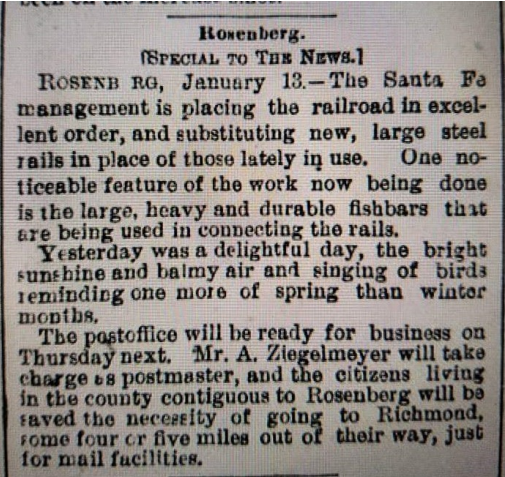 Rosenberg.
[SPECIAL TO THE NEWS.]
ROSENB RG, January 13.—The Santa Fe
management is placing the railroad in excel-
lent order, and substituting new, large steel
rails in place of those lately in use. One no-
ticeable feature of the work now being done
is the large, heavy and durable fishbars that
are being used in connecting the rails.
Yesterday was a delightful day, the bright
sunshine and balmy air and singing of birds
reminding one more of spring than winter
months.
The postoffice will be ready for business on
Thursday next. Mr. A. Ziegelmeyer will take
charge as postmaster, and the citizens living
in the county contiguous to Rosenberg will be
saved the necessity of going to Richmond,
some four or five miles out of their way, just
for mail facilities.